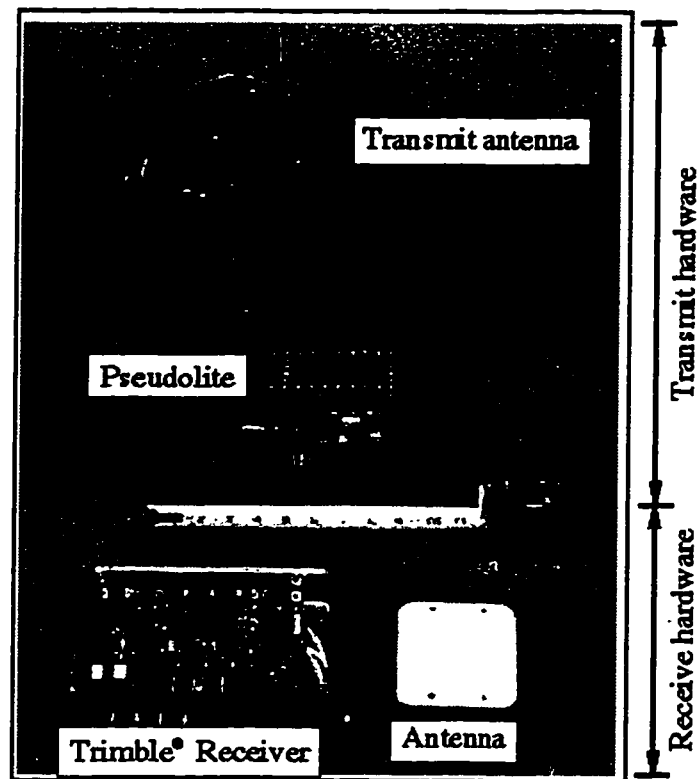 Transmit antenna
Transmit hardware
Pseudolite
Receive hardware
Trimble® Receiver
Antenna